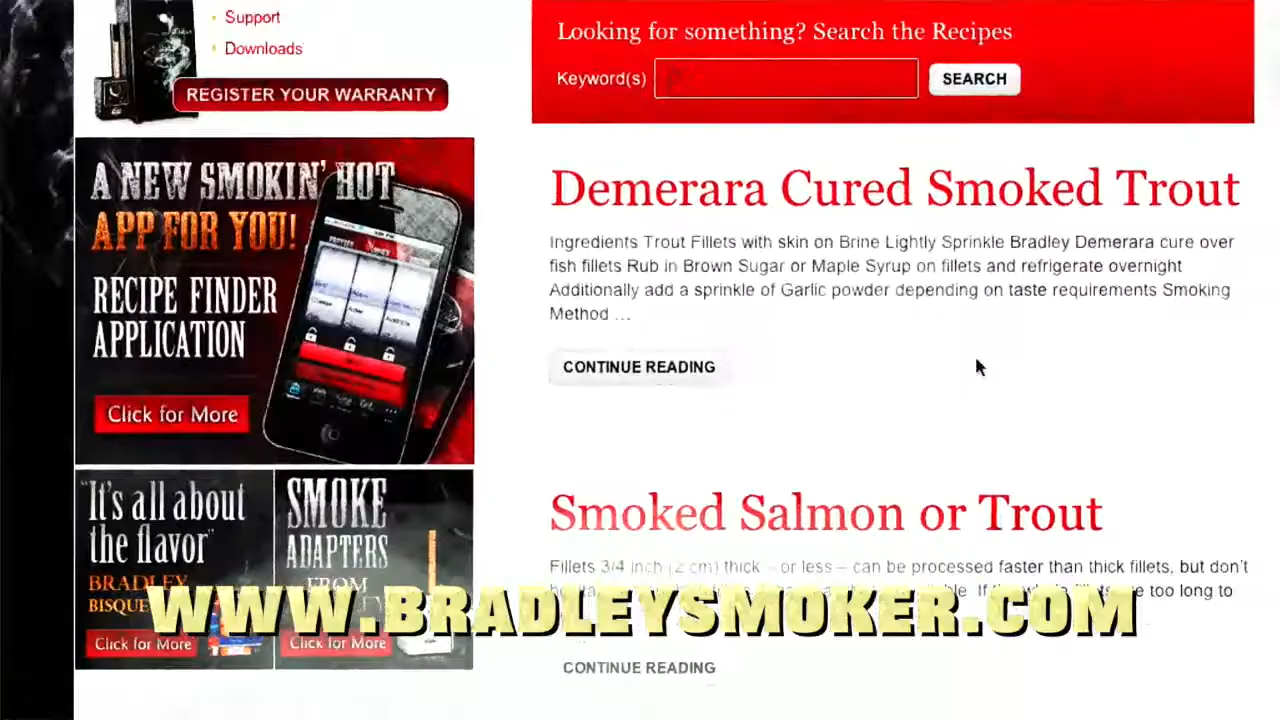 Support
Downloads
REGISTER YOUR WARRANTY
Looking for something? Search the Recipes
Keyword(s)
SEARCH
A NEW SMOKIN' HOT
APP FOR YOU!
RECIPE FINDER
APPLICATION
Click for More
Demerara Cured Smoked Trout
Ingredients Trout Fillets with skin on Brine Lightly Sprinkle Bradley Demerara cure over
fish fillets Rub in Brown Sugar or Maple Syrup on fillets and refrigerate overnight
Additionally add a sprinkle of Garlic powder depending on taste requirements Smoking
Method ...
CONTINUE READING
"It's all about
the flavor"
BRADLEY
BISQUE
Click for More
SMOKE
ADAPTERS
FROM
Click for More
Smoked Salmon or Trout
Fillets 3/4 inch (2 cm) thick – or less – can be processed faster than thick fillets, but don't
too long to
WWW.BRADLEYSMOKER.COM
CONTINUE READING